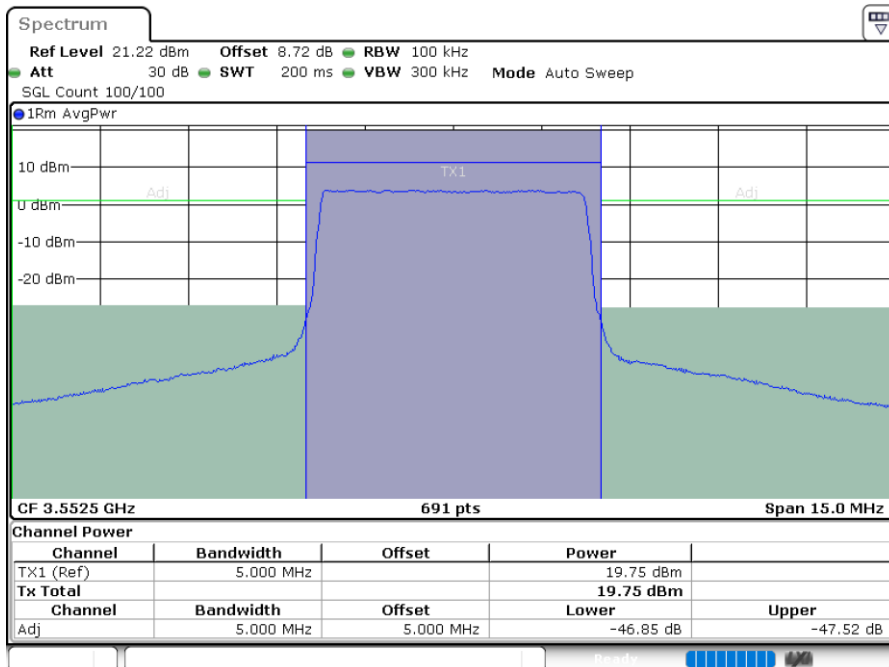 Spectrum
Ref Level 21.22 dBm Offset 8.72 dB RBW 100 kHz
Att 30 dB SWT 200 ms VBW 300 kHz Mode Auto Sweep
SGL Count 100/100
1Rm AvgPwr
10 dBm
TX1
Adj Adj
0 dBm
-10 dBm
-20 dBm
CF 3.5525 GHz 691 pts Span 15.0 MHz
Channel Power
Channel Bandwidth Offset Power
TX1 (Ref) 5.000 MHz 19.75 dBm
Tx Total 19.75 dBm
Channel Bandwidth Offset Lower Upper
Adj 5.000 MHz 5.000 MHz -46.85 dB -47.52 dB
Ready